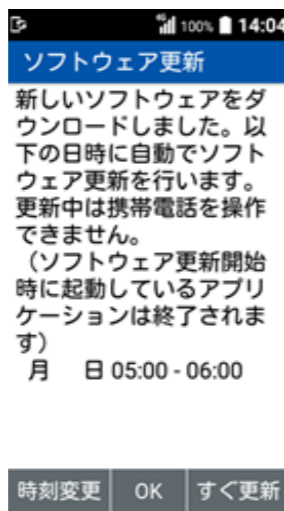 4G 100% 14:04
ソフトウェア更新
新しいソフトウェアをダ
ウンロードしました。以
下の日時に自動でソフト
ウェア更新を行います。
更新中は携帯電話を操作
できません。
（ソフトウェア更新開始
時に起動しているアプリ
ケーションは終了されま
す）
月 日 05:00 - 06:00
時刻変更 OK すぐ更新